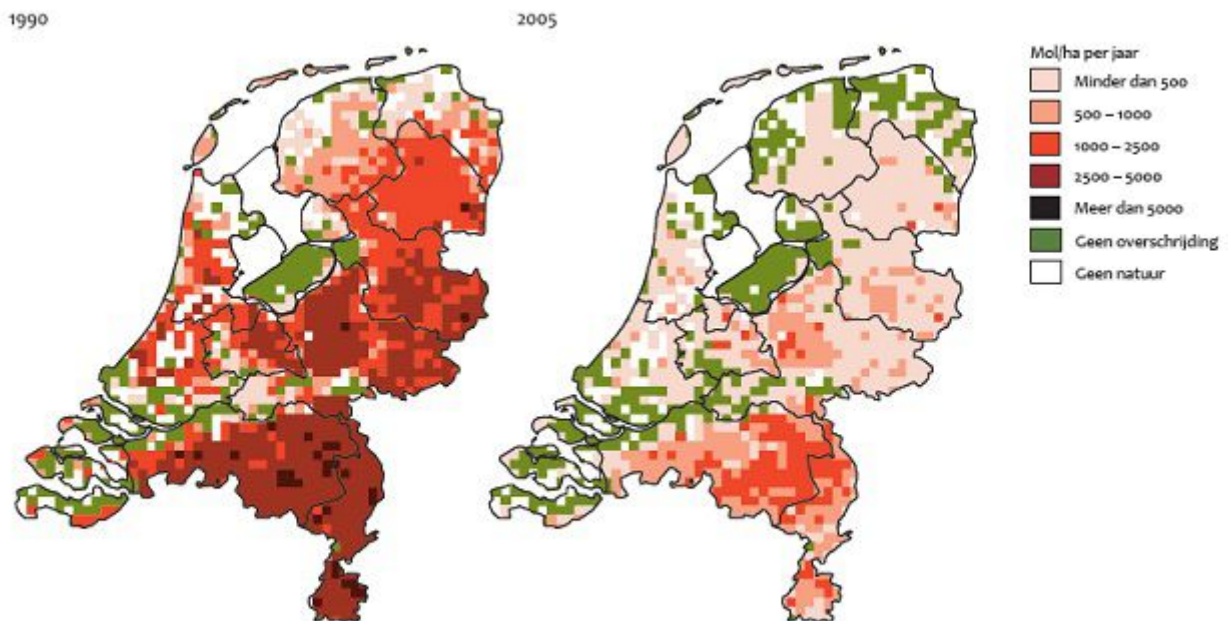 1990
2005
Mol/ha per jaar
Minder dan 500
500 – 1000
1000 – 2500
2500 – 5000
Meer dan 5000
Geen overschrijding
Geen natuur